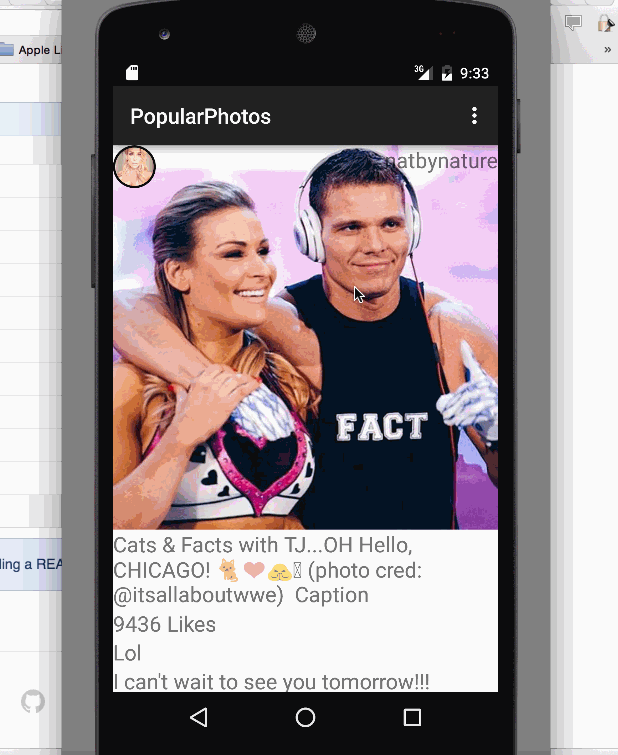 Apple Li
»
3G 9:33
PopularPhotos
natbynature
FACT
Cats & Facts with TJ...OH Hello,
CHICAGO! 🐈❤️🙏 (photo cred:
@itsallaboutwwe)  Caption
9436 Likes
Lol
I can't wait to see you tomorrow!!!
ling a REA